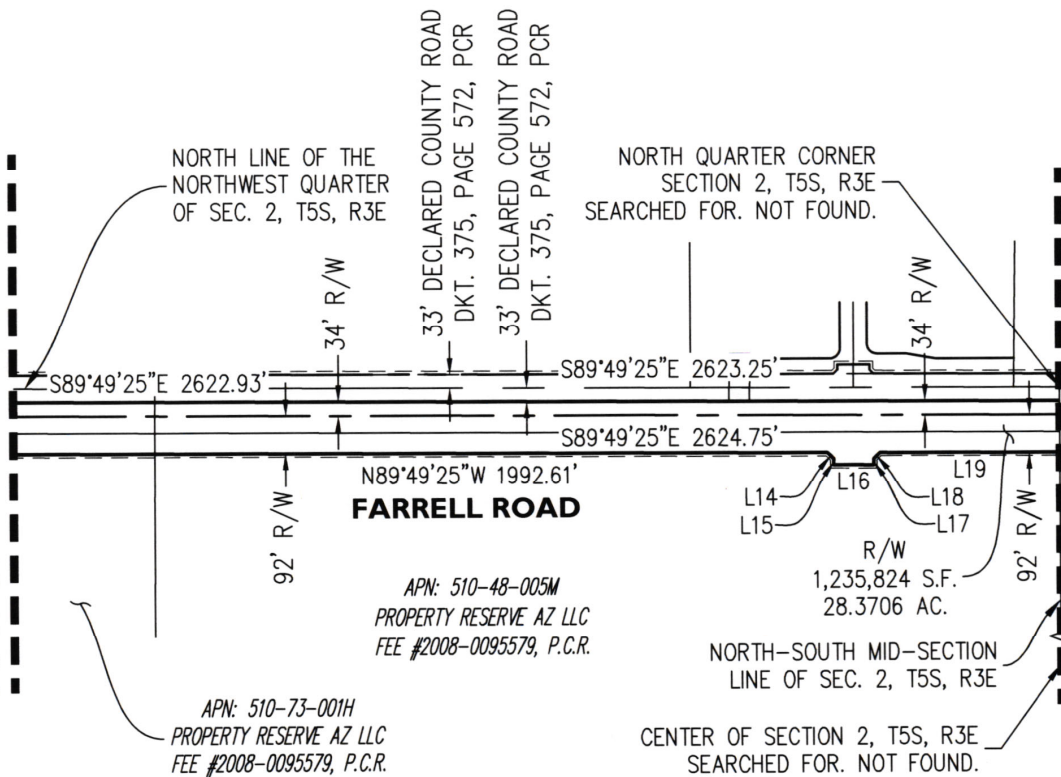 33' DECLARED COUNTY ROAD
DKT. 375, PAGE 572, PCR
33' DECLARED COUNTY ROAD
DKT. 375, PAGE 572, PCR
NORTH LINE OF THE
NORTHWEST QUARTER
OF SEC. 2, T5S, R3E
NORTH QUARTER CORNER
SECTION 2, T5S, R3E
SEARCHED FOR. NOT FOUND.
34' R/W
34' R/W
S89°49'25"E 2622.93'
S89°49'25"E 2623.25'
S89°49'25"E 2624.75'
N89°49'25"W 1992.61'
FARRELL ROAD
L14
L15
L16
L18
L17
L19
92' R/W
92' R/W
R/W
1,235,824 S.F.
28.3706 AC.
APN: 510-48-005M
PROPERTY RESERVE AZ LLC
FEE #2008-0095579, P.C.R.
NORTH-SOUTH MID-SECTION
LINE OF SEC. 2, T5S, R3E
APN: 510-73-001H
PROPERTY RESERVE AZ LLC
FEE #2008-0095579, P.C.R.
CENTER OF SECTION 2, T5S, R3E
SEARCHED FOR. NOT FOUND.